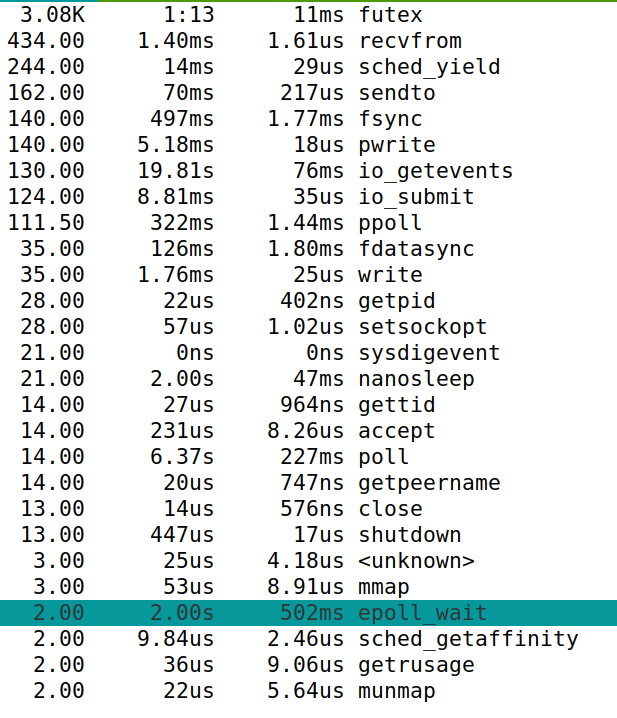 3.08K 1:13 11ms futex
434.00 1.40ms 1.61us recvfrom
244.00 14ms 29us sched_yield
162.00 70ms 217us sendto
140.00 497ms 1.77ms fsync
140.00 5.18ms 18us pwrite
130.00 19.81s 76ms io_getevents
124.00 8.81ms 35us io_submit
111.50 322ms 1.44ms ppoll
35.00 126ms 1.80ms fdatasync
35.00 1.76ms 25us write
28.00 22us 402ns getpid
28.00 57us 1.02us setsockopt
21.00 0ns 0ns sysdigevent
21.00 2.00s 47ms nanosleep
14.00 27us 964ns gettid
14.00 231us 8.26us accept
14.00 6.37s 227ms poll
14.00 20us 747ns getpeername
13.00 14us 576ns close
13.00 447us 17us shutdown
3.00 25us 4.18us <unknown>
3.00 53us 8.91us mmap
2.00 2.00s 502ms epoll_wait
2.00 9.84us 2.46us sched_getaffinity
2.00 36us 9.06us getrusage
2.00 22us 5.64us munmap